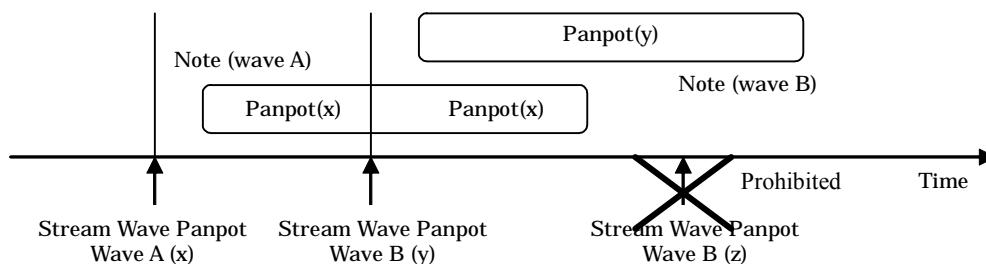 Panpot(y)
Note (wave A)
Note (wave B)
Panpot(x)
Panpot(x)
Prohibited
Time
Stream Wave Panpot
Wave A (x)
Stream Wave Panpot
Wave B (y)
Stream Wave Panpot
Wave B (z)